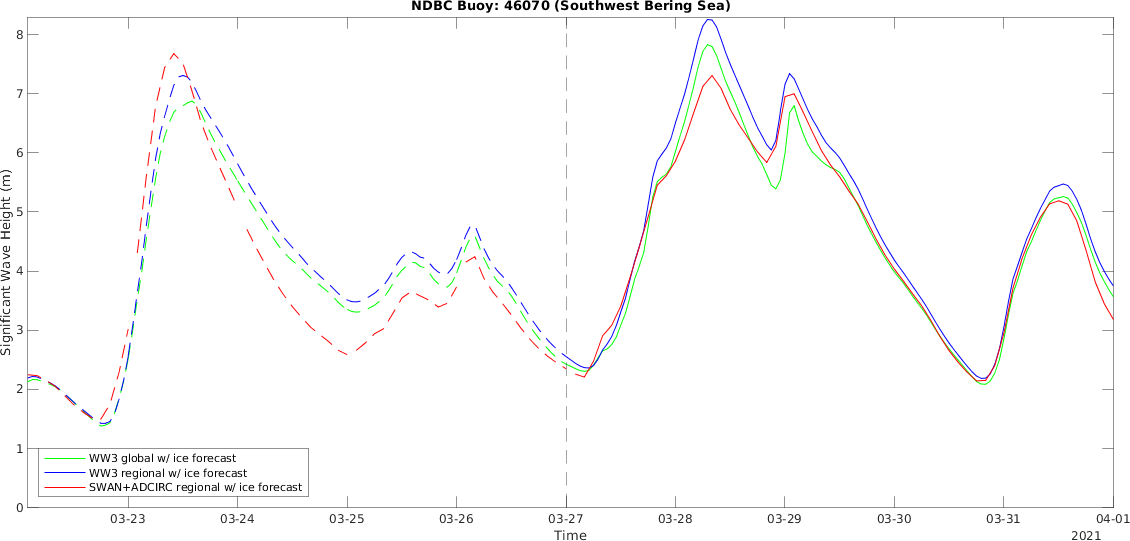 NDBC Buoy: 46070 (Southwest Bering Sea)
Significant Wave Height (m)
8
7
6
5
4
3
2
1
0
WW3 global w/ ice forecast
WW3 regional w/ ice forecast
SWAN+ADCIRC regional w/ ice forecast
03-23 03-24 03-25 03-26 03-27 03-28 03-29 03-30 03-31 04-01
Time
2021